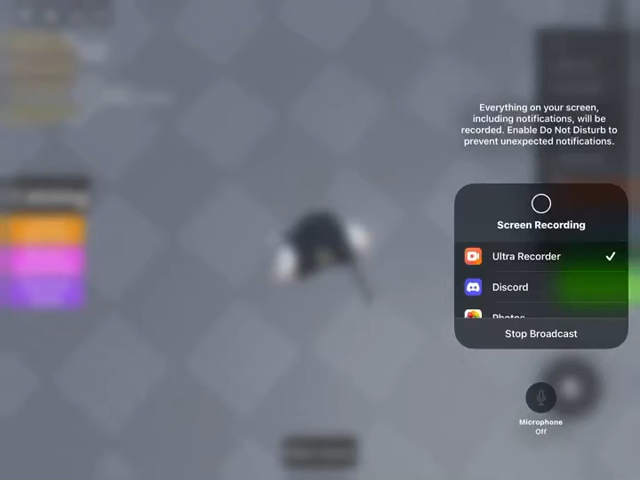 Everything on your screen,
including notifications, will be
recorded. Enable Do Not Disturb to
prevent unexpected notifications.
Screen Recording
Ultra Recorder
Discord
Photos
Stop Broadcast
Microphone
Off